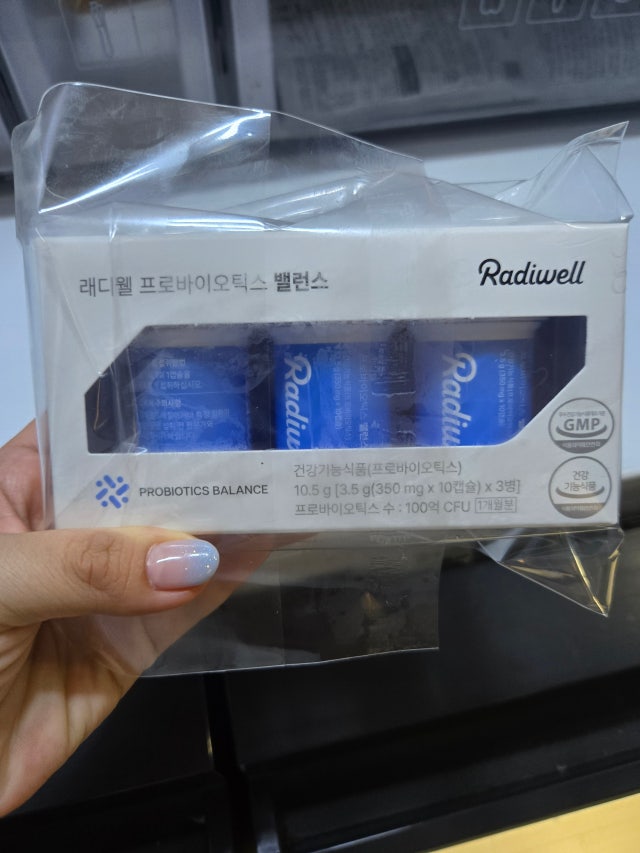 래디웰 프로바이오틱스 밸런스
Radiwell
Radiw
Radiw
GMP
건강
기능식품
PROBIOTICS BALANCE
건강기능식품(프로바이오틱스)
10.5 g [3.5 g(350 mg x 10캡슐) x 3병]
프로바이오틱스 수 : 100억 CFU 1개월분